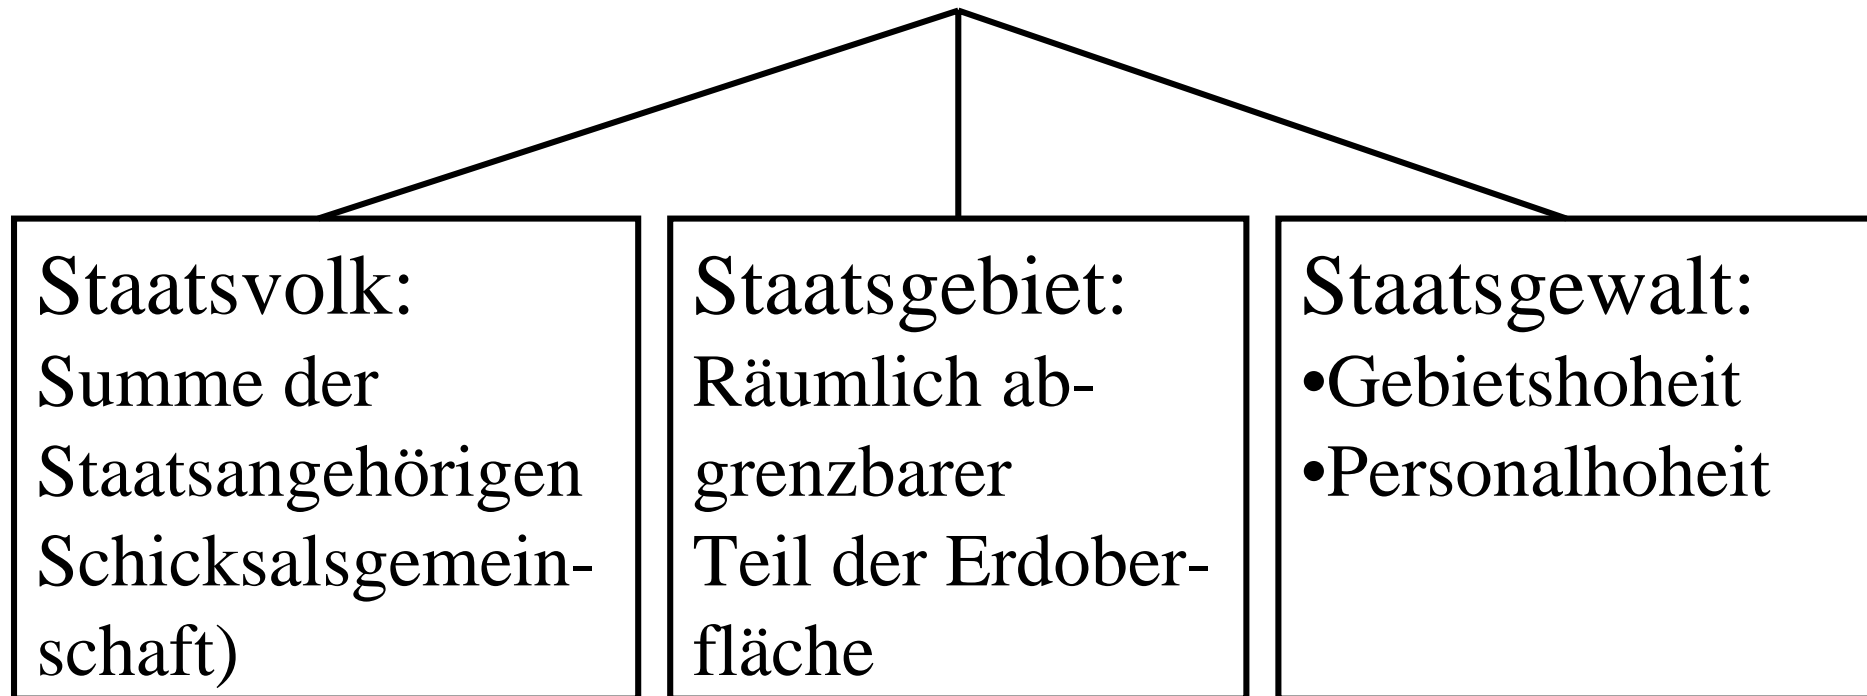 Staatsvolk:
Summe der
Staatsangehörigen
Schicksalsgemein-
schaft)
Staatsgebiet:
Räumlich ab-
grenzbarer
Teil der Erdober-
fläche
Staatsgewalt:
•Gebietshoheit
•Personalhoheit